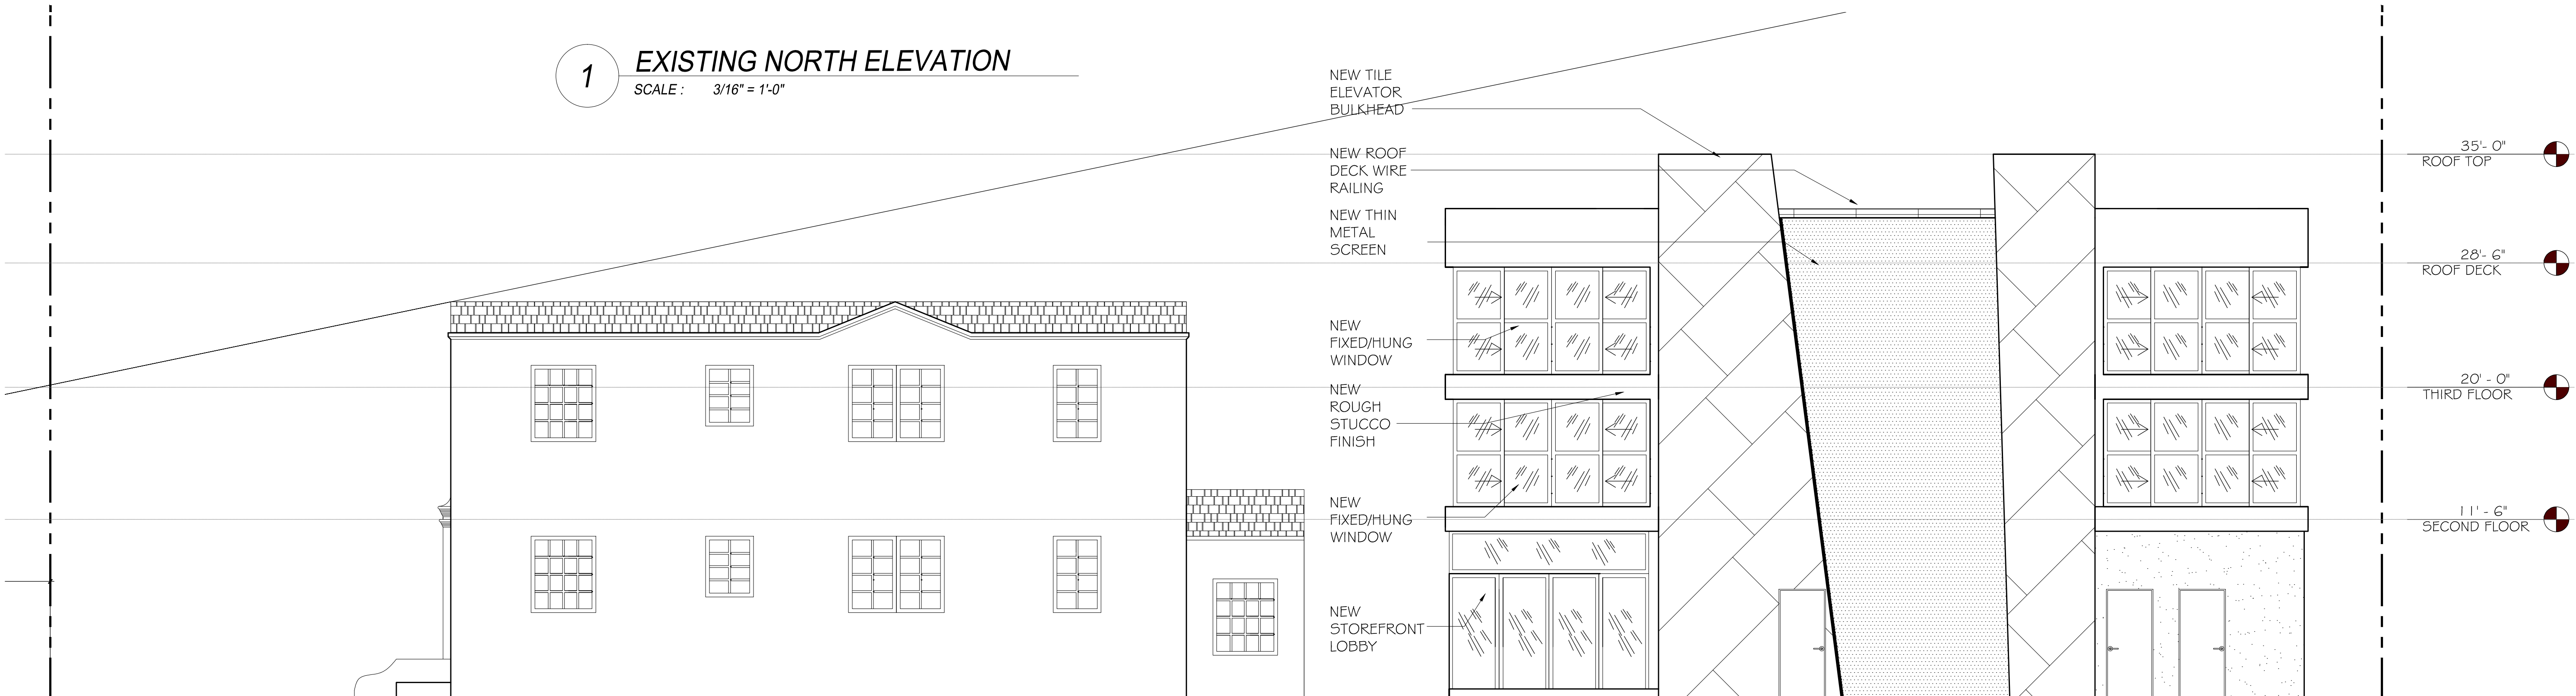 1
EXISTING NORTH ELEVATION
SCALE : 3/16" = 1'-0"
NEW TILE
ELEVATOR
BULKHEAD
NEW ROOF
DECK WIRE
RAILING
NEW THIN
METAL
SCREEN
NEW
FIXED/HUNG
WINDOW
NEW
ROUGH
STUCCO
FINISH
NEW
FIXED/HUNG
WINDOW
NEW
STOREFRONT
LOBBY
35'- 0"
ROOF TOP
28'- 6"
ROOF DECK
20' - 0"
THIRD FLOOR
11' - 6"
SECOND FLOOR